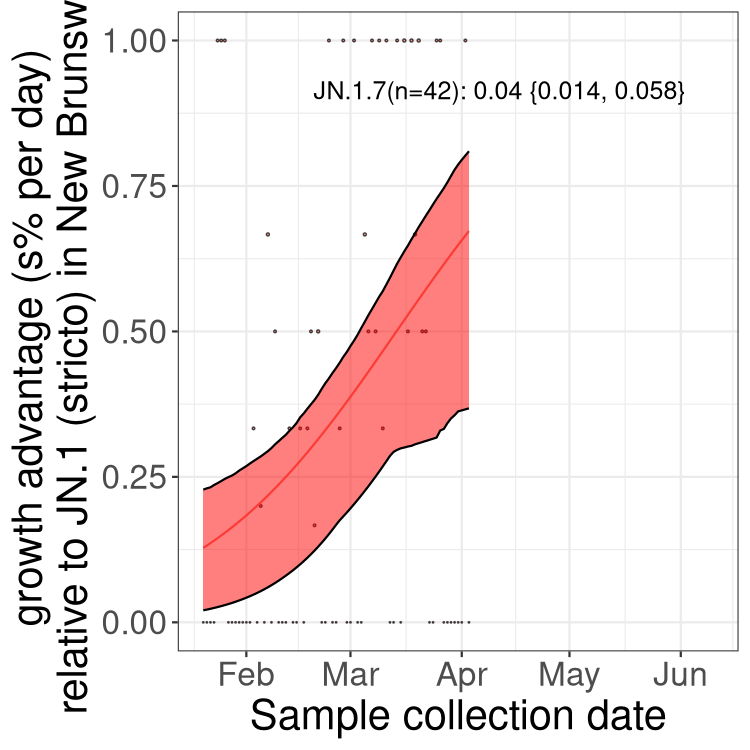 growth advantage (s% per day)
relative to JN.1 (stricto) in New Brunsw
1.00
0.75
0.50
0.25
0.00
JN.1.7(n=42): 0.04 {0.014, 0.058}
Feb Mar Apr May Jun
Sample collection date